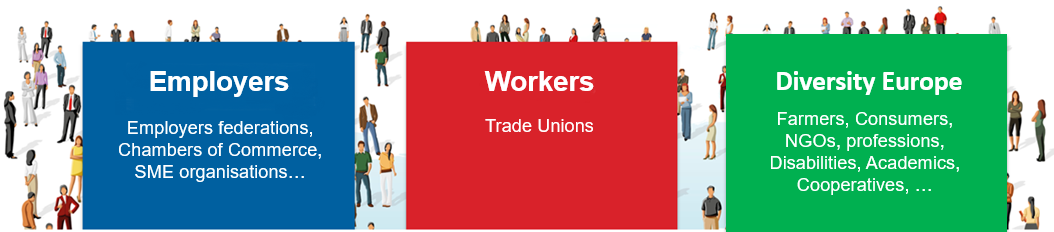 Employers
Employers federations,
Chambers of Commerce,
SME organisations…
Workers
Trade Unions
Diversity Europe
Farmers, Consumers,
NGOs, professions,
Disabilities, Academics,
Cooperatives, …